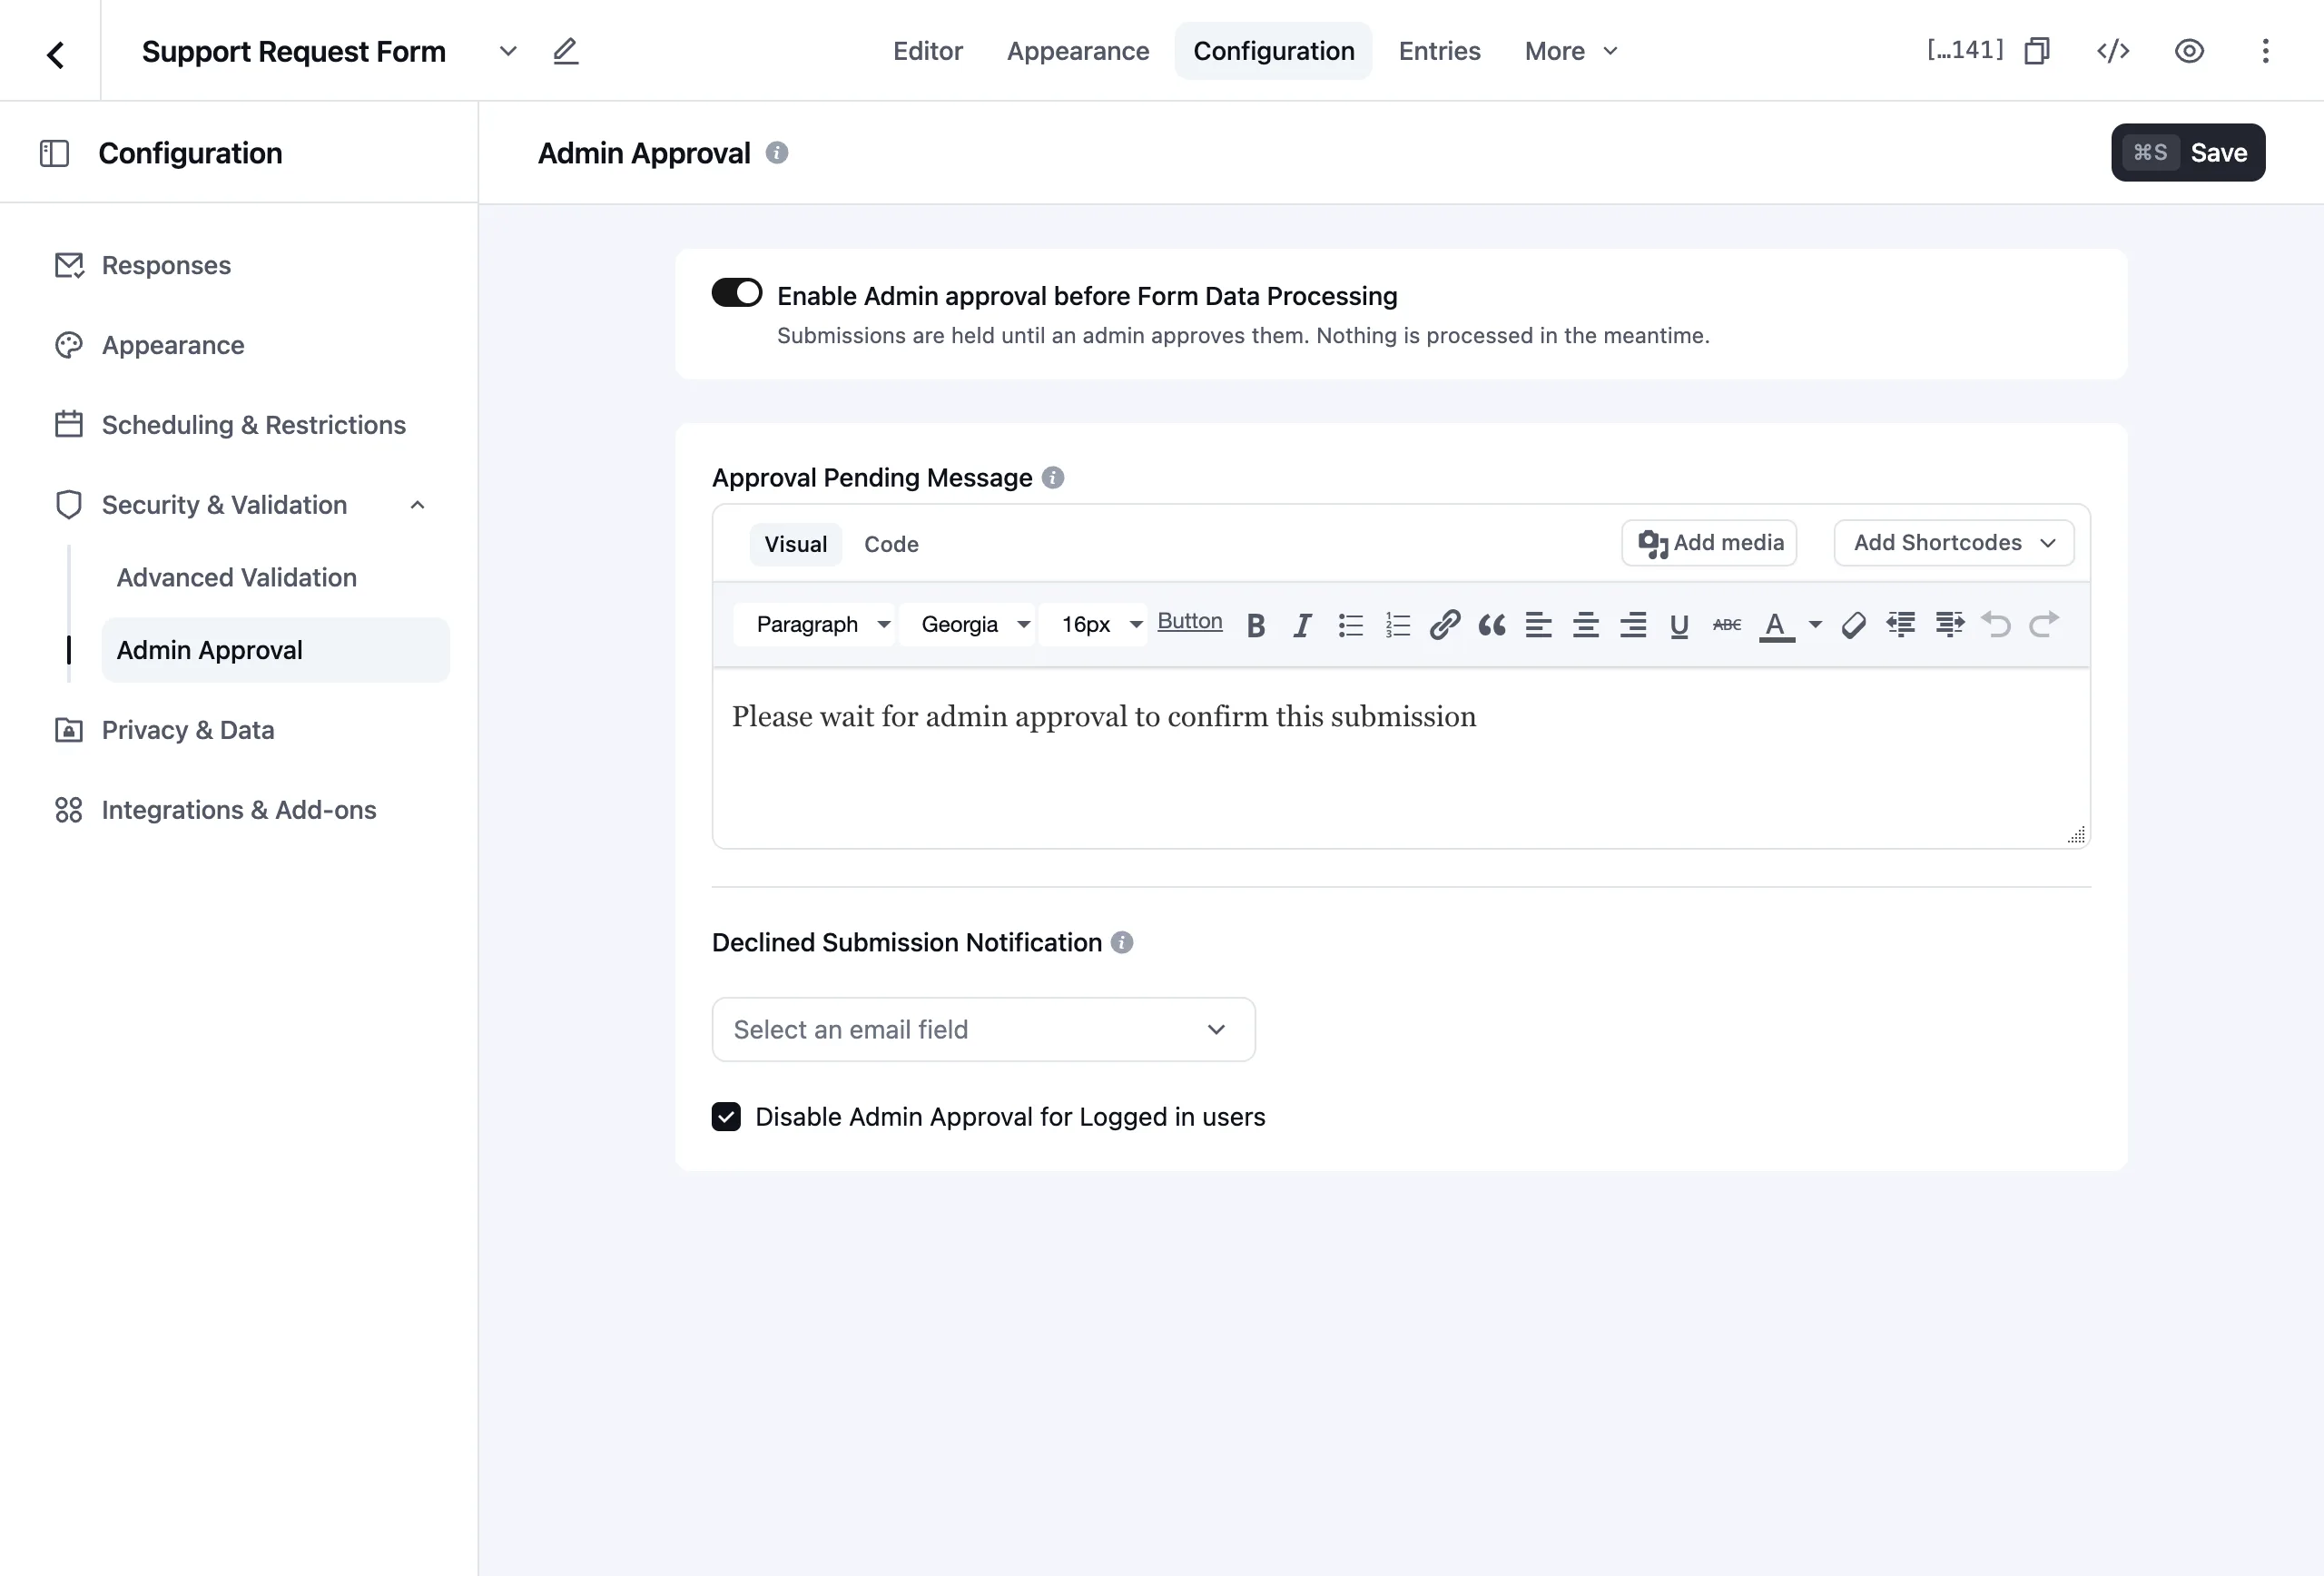 Support Request Form
Editor
Appearance
Configuration
Entries
More
[...141]
Configuration
Admin Approval
⌘S Save
Responses
Appearance
Scheduling & Restrictions
Security & Validation
Advanced Validation
Admin Approval
Privacy & Data
Integrations & Add-ons
Enable Admin approval before Form Data Processing
Submissions are held until an admin approves them. Nothing is processed in the meantime.
Approval Pending Message
Visual
Code
Add media
Add Shortcodes
Paragraph
Georgia
16px
Button
B
I
U
ABC
A
Please wait for admin approval to confirm this submission
Declined Submission Notification
Select an email field
Disable Admin Approval for Logged in users